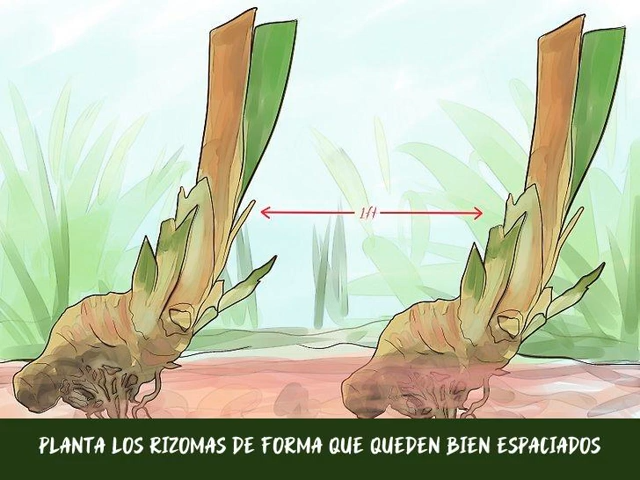 1ft
PLANTA LOS RIZOMAS DE FORMA QUE QUEDEN BIEN ESPACIADOS